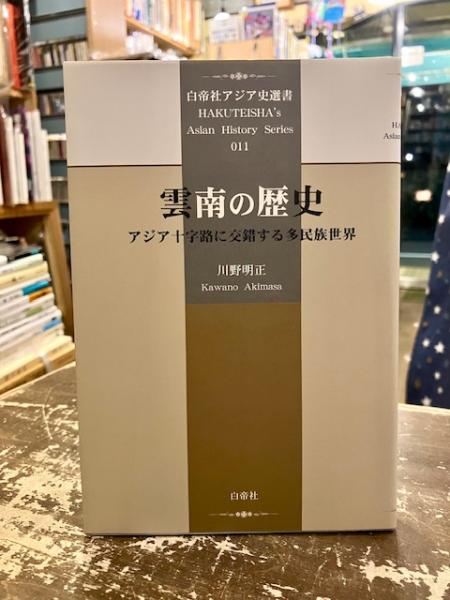 白帝社アジア史選書
HAKUTEISHA's
Asian History Series
011
雲南の歴史
アジア十字路に交錯する多民族世界
川野明正
Kawano Akimasa
白帝社
HA
Asian